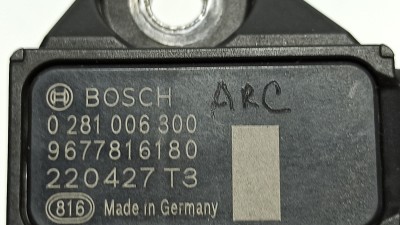 BOSCH ARC
0 281 006 300
9677816180
220427 T3
816 Made in Germany